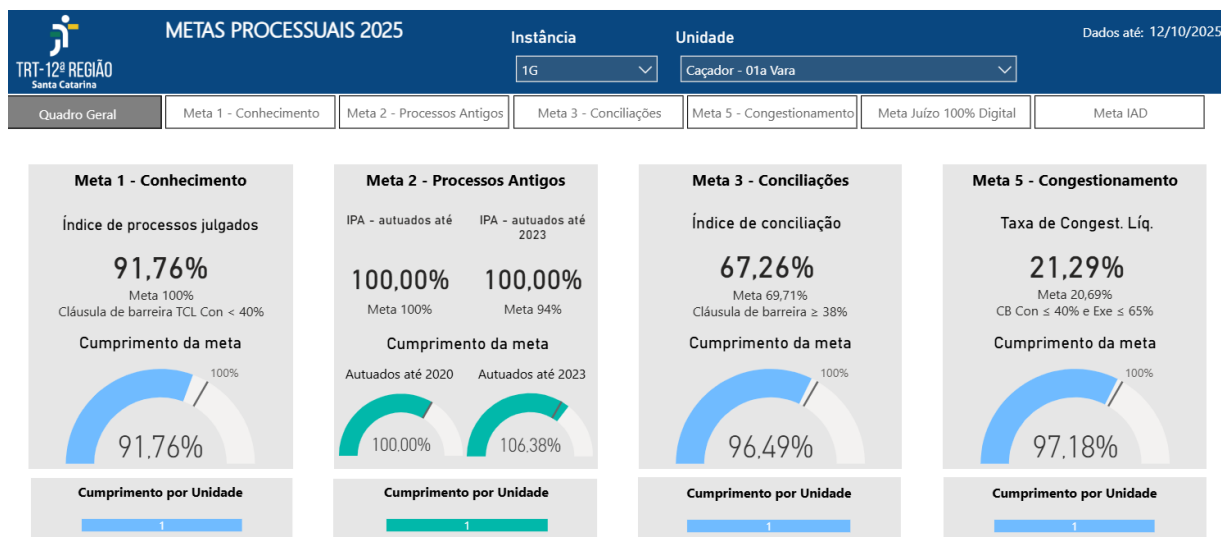 METAS PROCESSUAIS 2025
Instância
Unidade
Dados até: 12/10/2025
TRT-12ª REGIÃO
Santa Catarina
1G
Caçador - 01a Vara
Quadro Geral
Meta 1 - Conhecimento
Meta 2 - Processos Antigos
Meta 3 - Conciliações
Meta 5 - Congestionamento
Meta Juízo 100% Digital
Meta IAD
Meta 1 - Conhecimento
Índice de processos julgados
91,76%
Meta 100%
Cláusula de barreira TCL Con < 40%
Cumprimento da meta
100%
91,76%
Cumprimento por Unidade
1
Meta 2 - Processos Antigos
IPA - autuados até
100,00%
Meta 100%
IPA - autuados até
2023
100,00%
Meta 94%
Cumprimento da meta
Autuados até 2020
100,00%
Autuados até 2023
106,38%
Cumprimento por Unidade
1
Meta 3 - Conciliações
Índice de conciliação
67,26%
Meta 69,71%
Cláusula de barreira ≥ 38%
Cumprimento da meta
100%
96,49%
Cumprimento por Unidade
1
Meta 5 - Congestionamento
Taxa de Congest. Líq.
21,29%
Meta 20,69%
CB Con ≤ 40% e Exe ≤ 65%
Cumprimento da meta
100%
97,18%
Cumprimento por Unidade
1